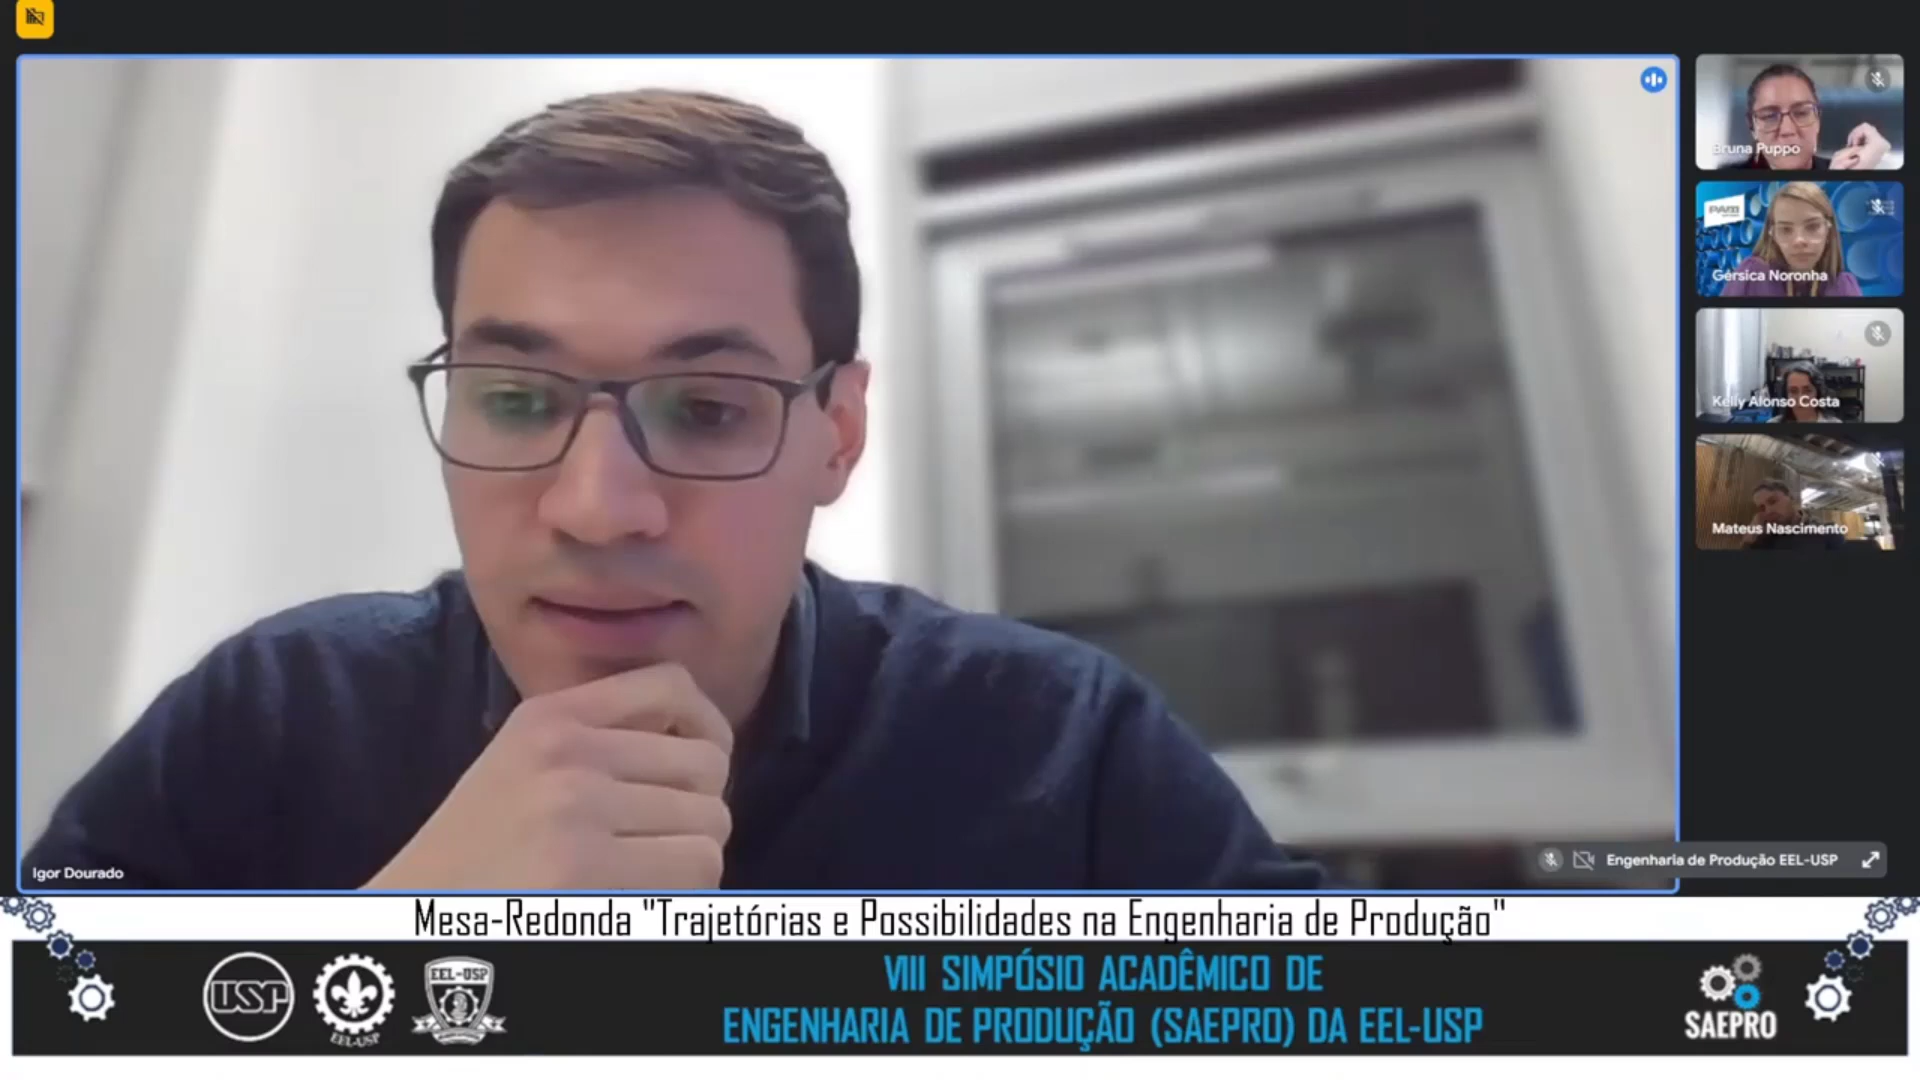 Bruna Puppo
PAM
Gérsica Noronha
Kelly Afonso Costa
Mateus Nascimento
Igor Dourado
Engenharia de Produção EEL-USP
Mesa-Redonda "Trajetórias e Possibilidades na Engenharia de Produção"
USP
EEL-USP
EEL-USP
VIII SIMPÓSIO ACADÊMICO DE
ENGENHARIA DE PRODUÇÃO (SAEPRO) DA EEL-USP
SAEPRO